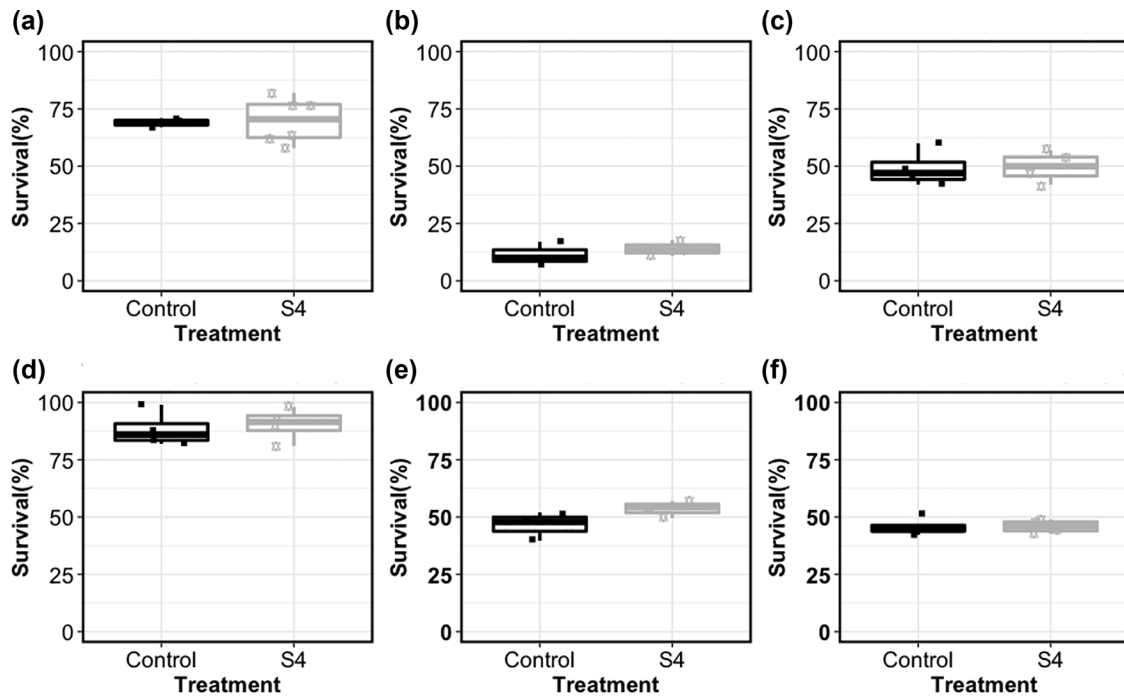 (a) (b) (c)
100 100 100
75 75 75
50 50 50
25 25 25
0 0 0
Survival(%) Survival(%) Survival(%)
Control S4 Control S4 Control S4
Treatment Treatment Treatment
(d) (e) (f)
100 100 100
75 75 75
50 50 50
25 25 25
0 0 0
Survival(%) Survival(%) Survival(%)
Control S4 Control S4 Control S4
Treatment Treatment Treatment